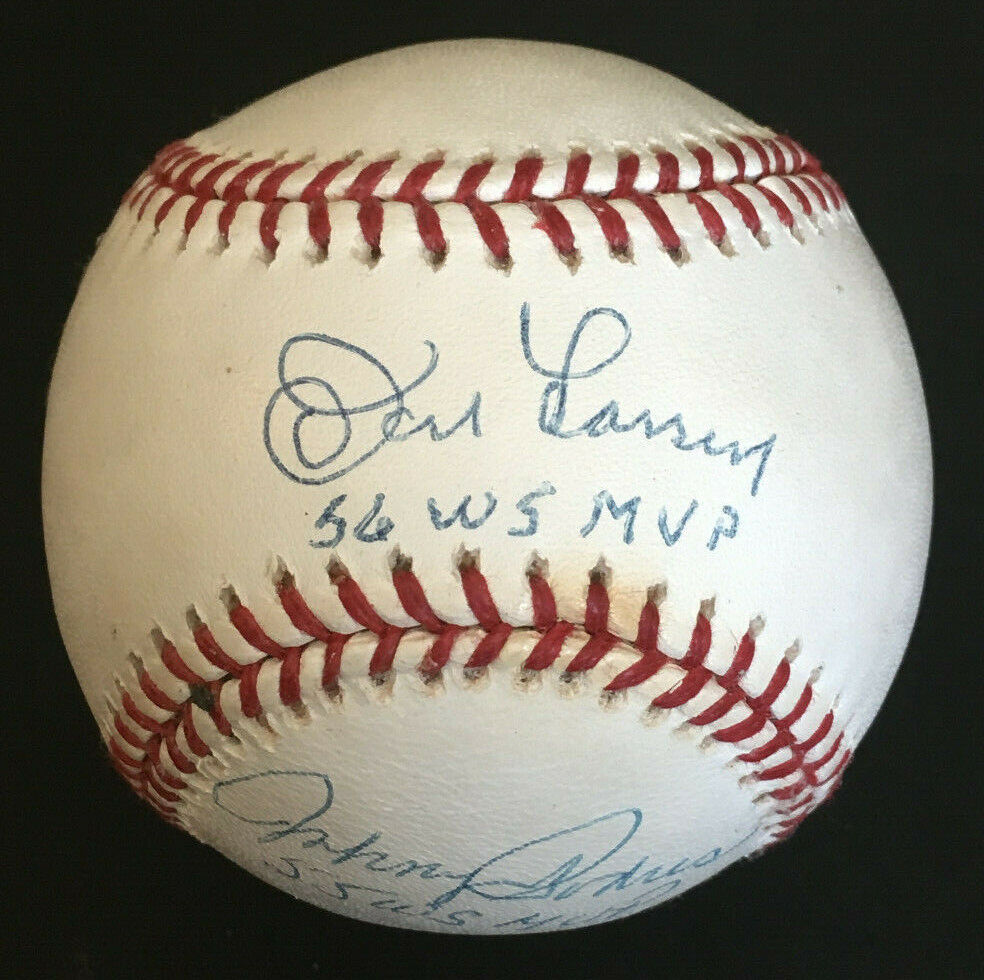 Don Larsen
56 WS MVP
Johnny Podres
55 WS MVP